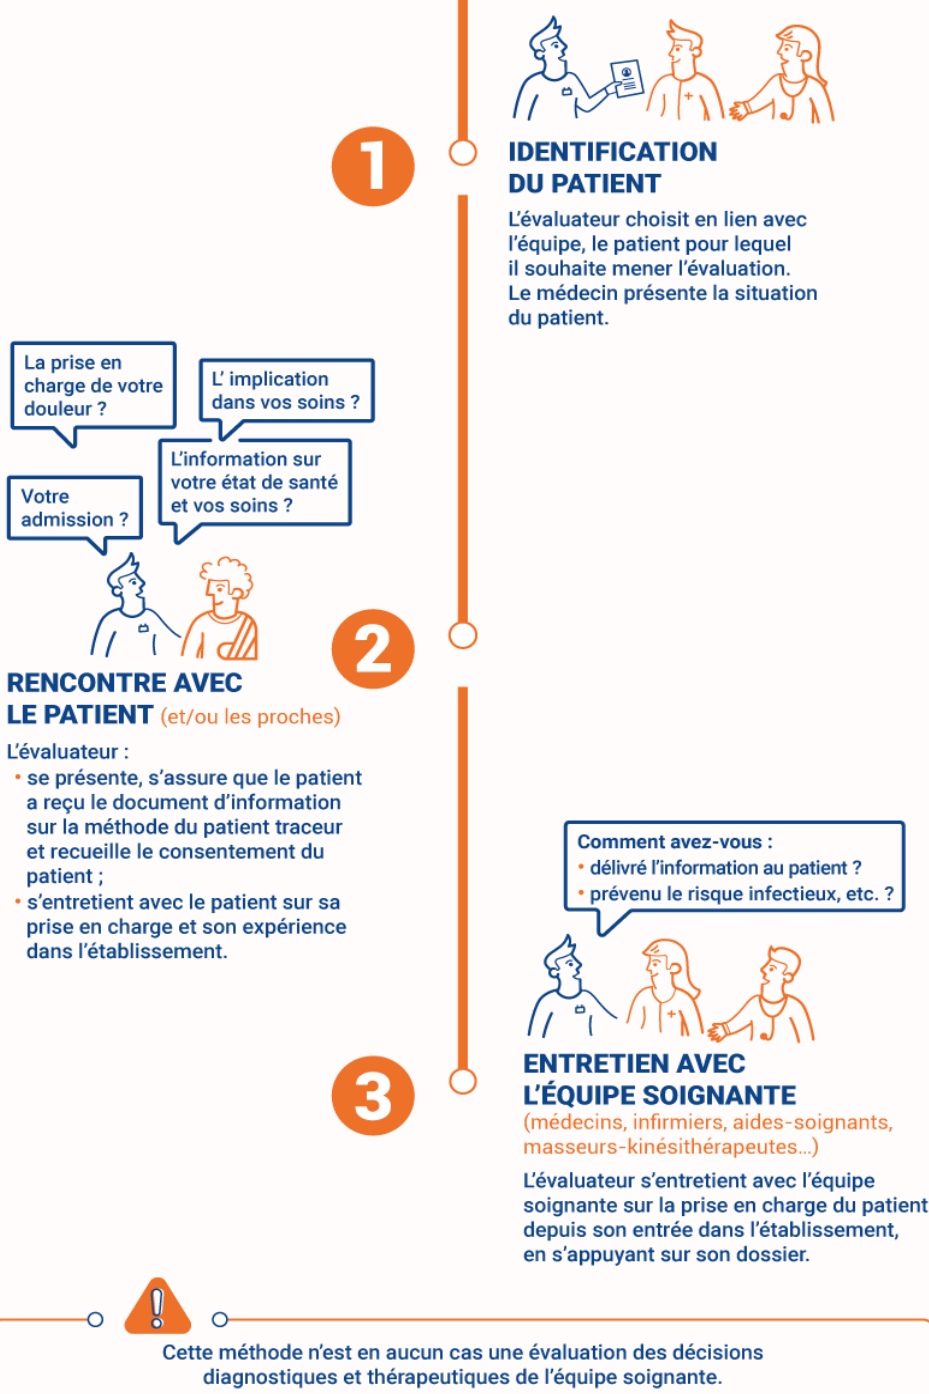 1
IDENTIFICATION
DU PATIENT
L’évaluateur choisit en lien avec
l’équipe, le patient pour lequel
il souhaite mener l’évaluation.
Le médecin présente la situation
du patient.
La prise en
charge de votre
douleur ?
L’ implication
dans vos soins ?
L’information sur
votre état de santé
et vos soins ?
Votre
admission ?
2
RENCONTRE AVEC
LE PATIENT (et/ou les proches)
L’évaluateur :
• se présente, s’assure que le patient
a reçu le document d’information
sur la méthode du patient traceur
et recueille le consentement du
patient ;
• s’entretient avec le patient sur sa
prise en charge et son expérience
dans l’établissement.
Comment avez-vous :
• délivré l’information au patient ?
• prévenu le risque infectieux, etc. ?
3
ENTRETIEN AVEC
L’ÉQUIPE SOIGNANTE
(médecins, infirmiers, aides-soignants,
masseurs-kinésithérapeutes…)
L’évaluateur s’entretient avec l’équipe
soignante sur la prise en charge du patient
depuis son entrée dans l’établissement,
en s’appuyant sur son dossier.
!
Cette méthode n’est en aucun cas une évaluation des décisions
diagnostiques et thérapeutiques de l’équipe soignante.